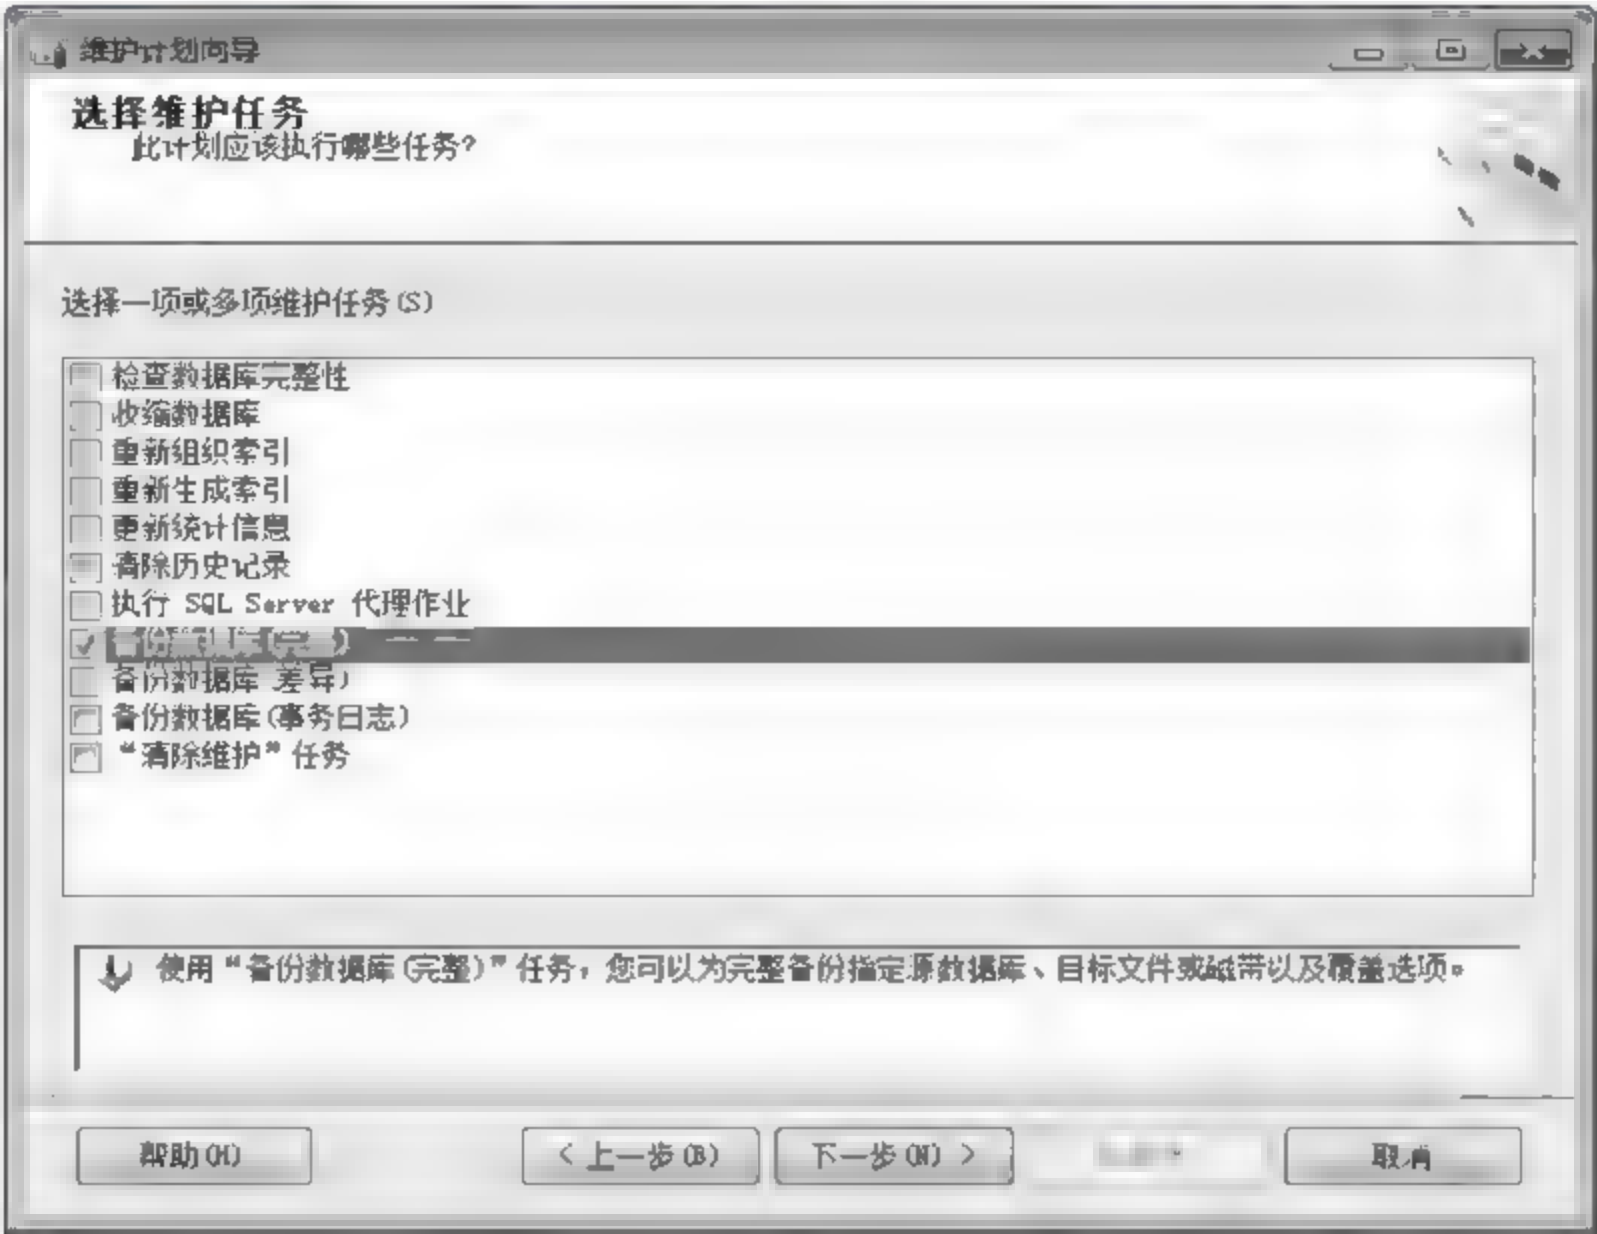 维护计划向导
选择维护任务
此计划应该执行哪些任务?
选择一项或多项维护任务(S)
检查数据库完整性
收缩数据库
重新组织索引
重新生成索引
更新统计信息
清除历史记录
执行 SQL Server 代理作业
备份数据库(完整)
备份数据库 差异)
备份数据库(事务日志)
“清除维护”任务
使用“备份数据库(完整)”任务,您可以为完整备份指定源数据库、目标文件或磁带以及覆盖选项。
帮助(H)
< 上一步(B)
下一步(N) >
取消